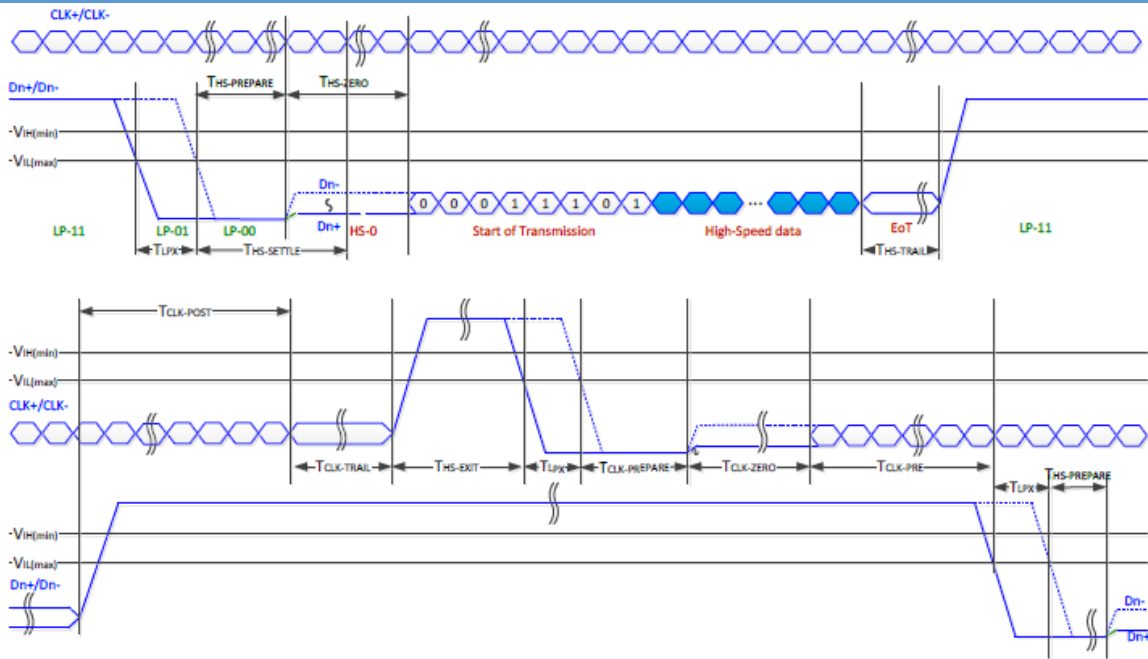 CLK+/CLK-
THS-PREPARE THS-ZERO
Dn+/Dn-
-VIH(min)
-VIL(max)
Dn-
0 0 0 1 1 1 0 1 ...
Dn+
LP-11 LP-01 LP-00 HS-0 Start of Transmission High-Speed data EoT LP-11
TLPX THS-SETTLE THS-TRAIL
TCLK-POST
-VIH(min)
-VIL(max)
CLK+/CLK-
TCLK-TRAIL THS-EXIT TLPX TCLK-PREPARE TCLK-ZERO TCLK-PRE
TLPX THS-PREPARE
-VIH(min)
-VIL(max)
Dn+/Dn-
Dn-
Dn+